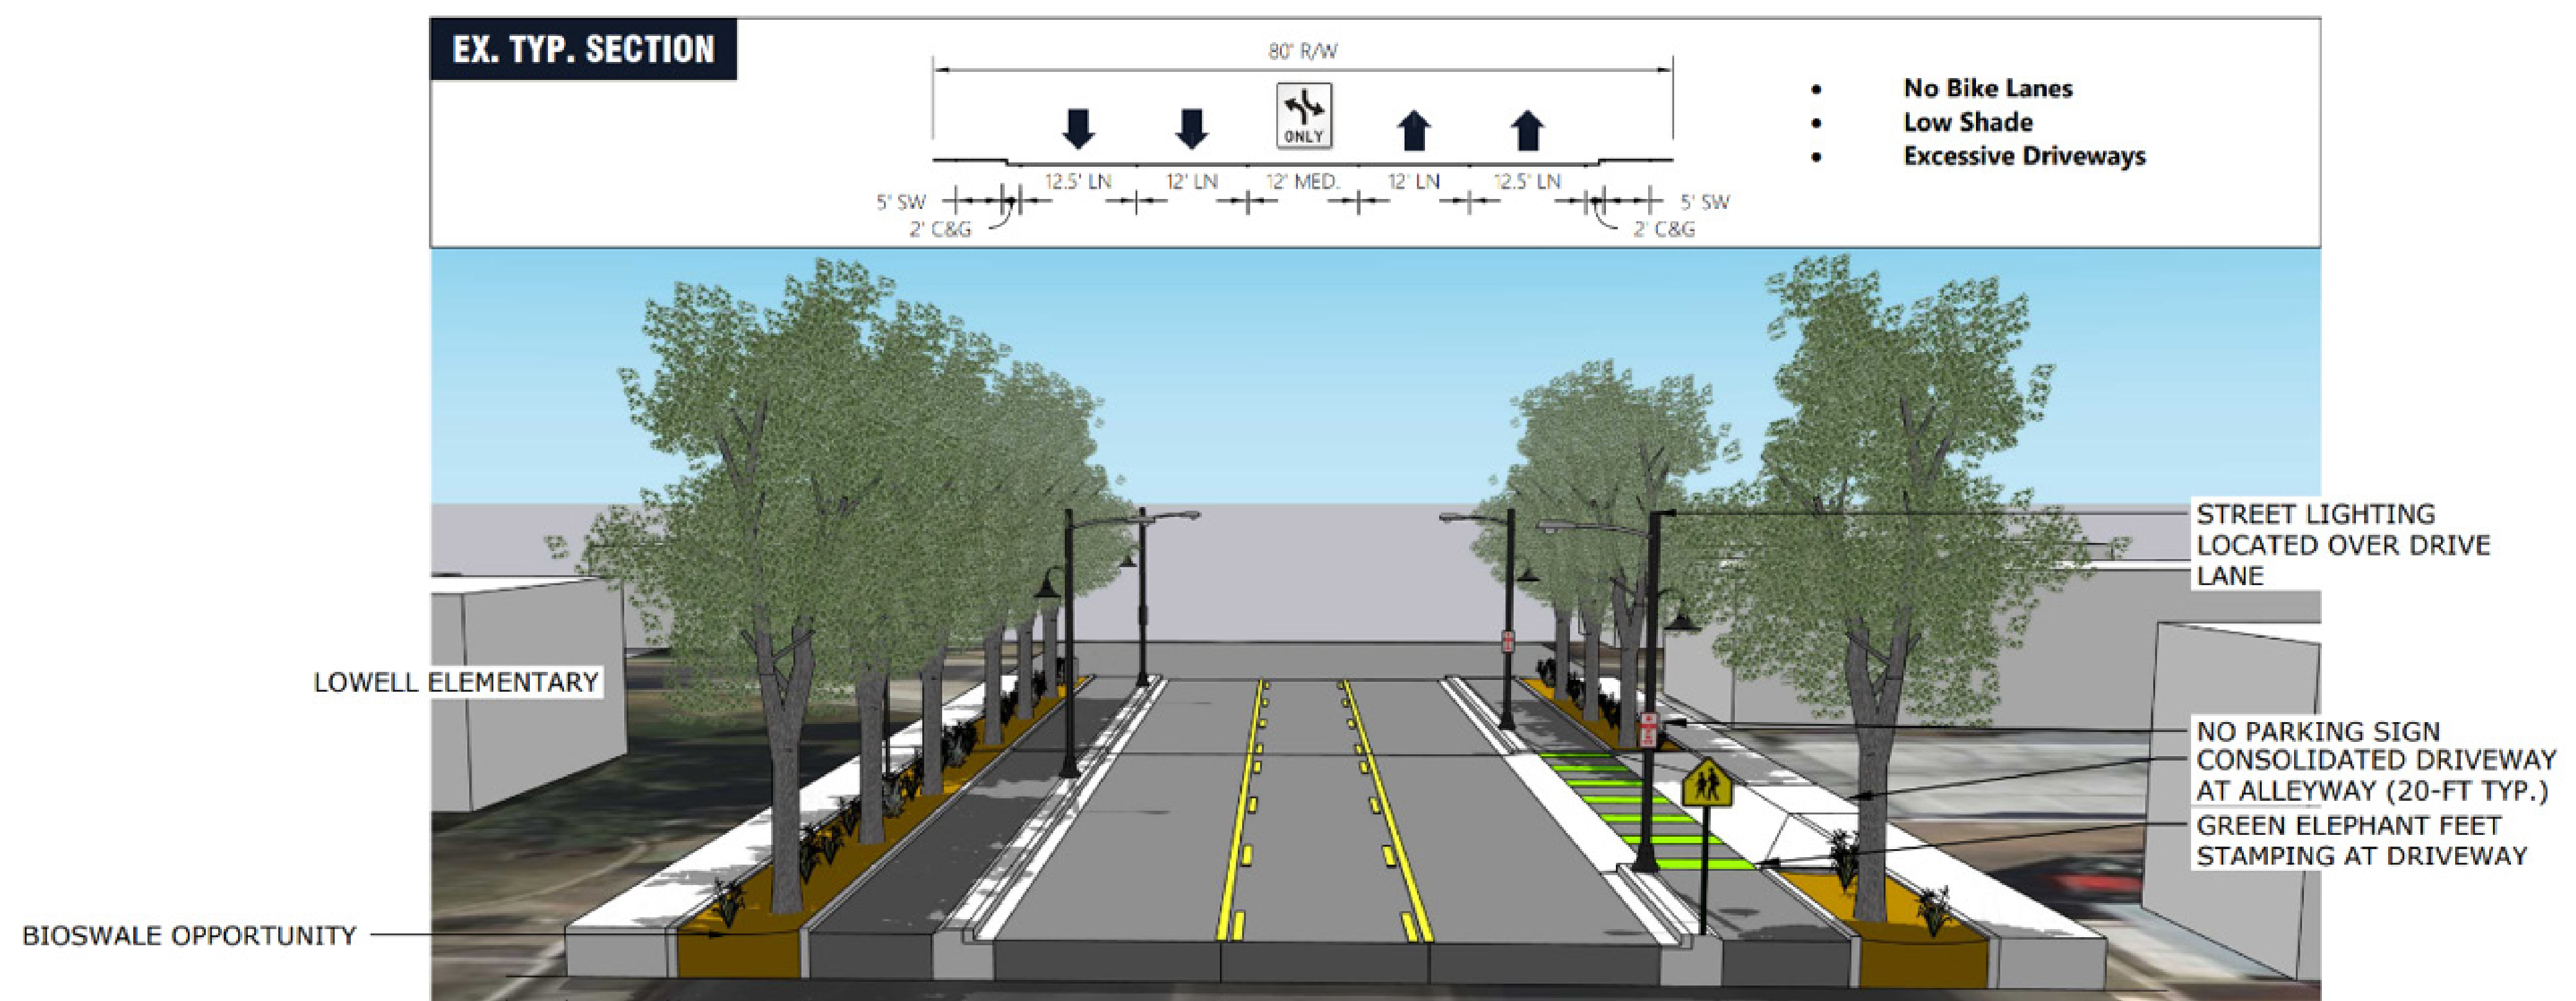 EX. TYP. SECTION
80' R/W
ONLY
12.5' LN
12' LN
12' MED.
12' LN
12.5' LN
5' SW
5' SW
2' C&G
2' C&G
• No Bike Lanes
• Low Shade
• Excessive Driveways
STREET LIGHTING
LOCATED OVER DRIVE
LANE
LOWELL ELEMENTARY
NO PARKING SIGN
CONSOLIDATED DRIVEWAY
AT ALLEYWAY (20-FT TYP.)
GREEN ELEPHANT FEET
STAMPING AT DRIVEWAY
BIOSWALE OPPORTUNITY